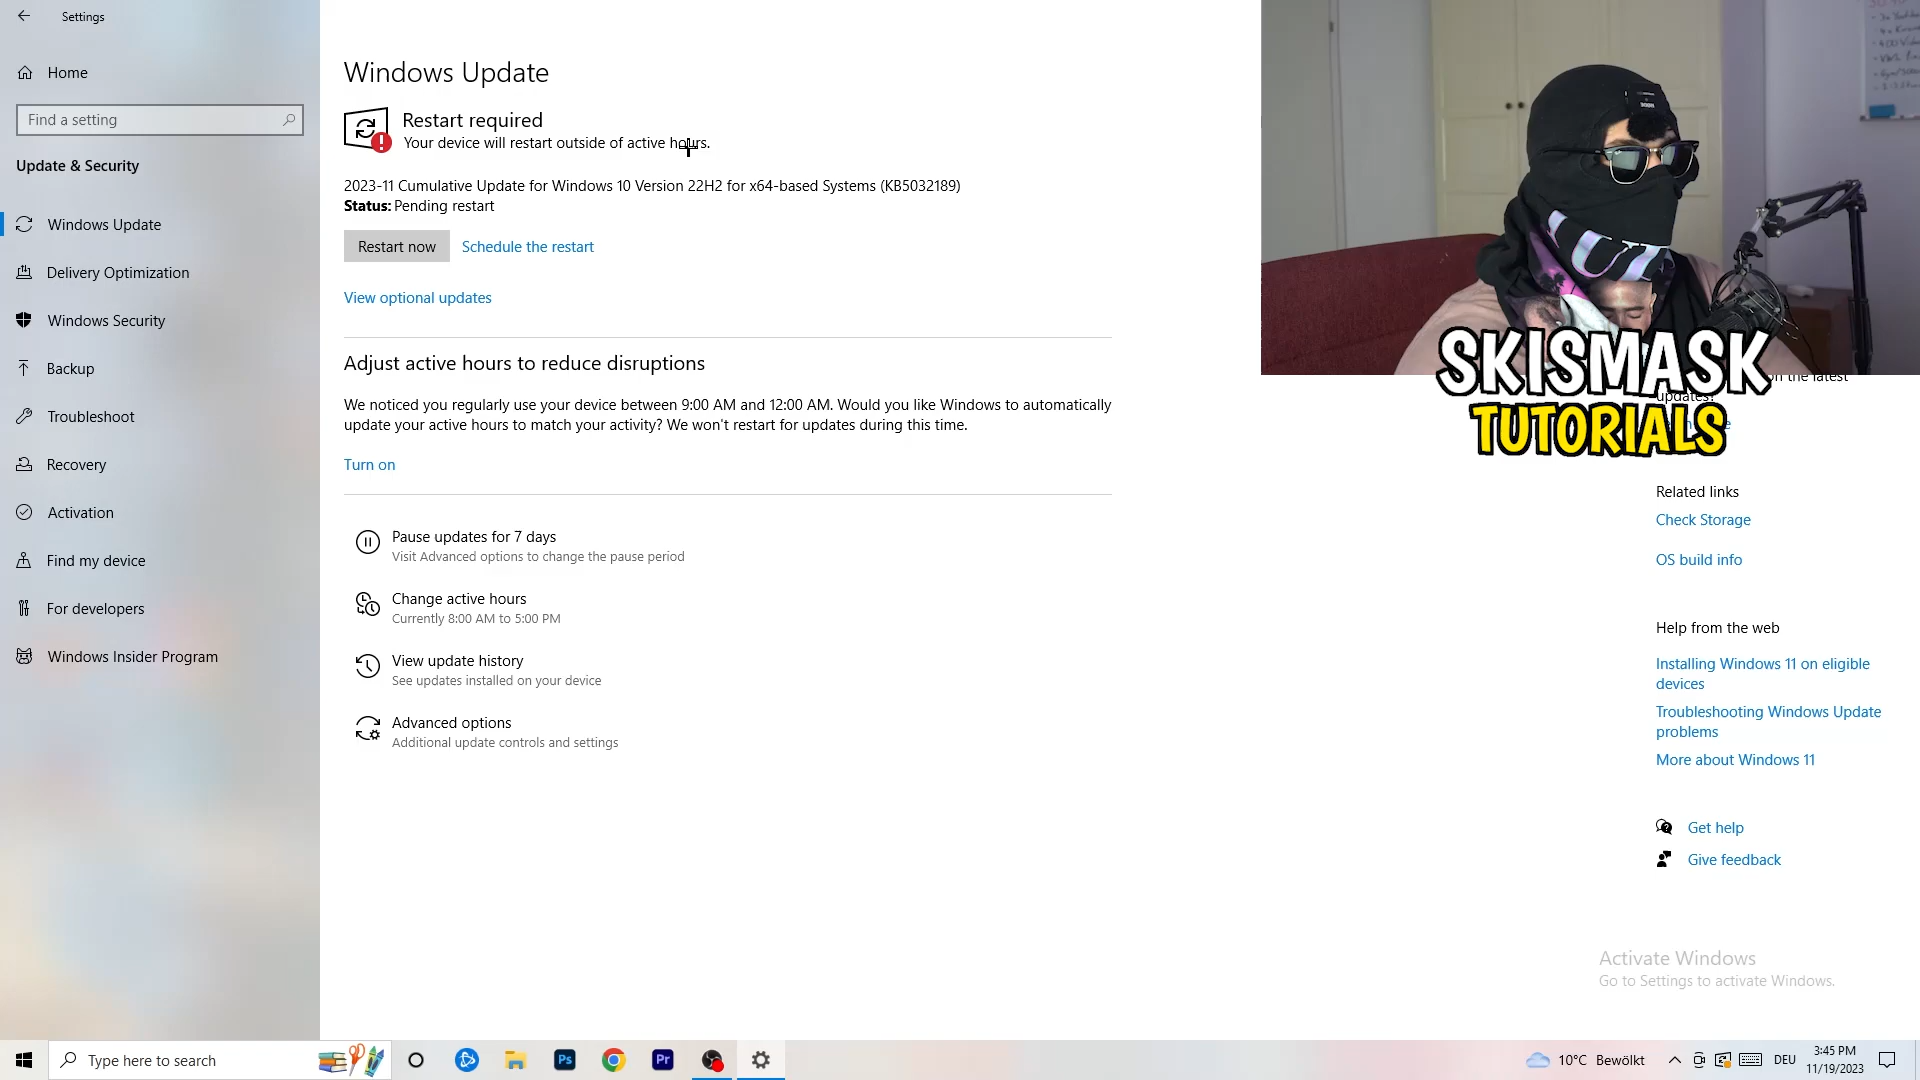 Settings
Home
Find a setting
Update & Security
Windows Update
Delivery Optimization
Windows Security
Backup
Troubleshoot
Recovery
Activation
Find my device
For developers
Windows Insider Program
Windows Update
Restart required
Your device will restart outside of active hours.
2023-11 Cumulative Update for Windows 10 Version 22H2 for x64-based Systems (KB5032189)
Status: Pending restart
Restart now
Schedule the restart
View optional updates
Adjust active hours to reduce disruptions
We noticed you regularly use your device between 9:00 AM and 12:00 AM. Would you like Windows to automatically
update your active hours to match your activity? We won't restart for updates during this time.
Turn on
Pause updates for 7 days
Visit Advanced options to change the pause period
Change active hours
Currently 8:00 AM to 5:00 PM
View update history
See updates installed on your device
Advanced options
Additional update controls and settings
SKISMASK
TUTORIALS
on the latest
updates?
Related links
Check Storage
OS build info
Help from the web
Installing Windows 11 on eligible
devices
Troubleshooting Windows Update
problems
More about Windows 11
Get help
Give feedback
Activate Windows
Go to Settings to activate Windows.
Type here to search
Ps
Pr
10°C Bewölkt
DEU
3:45 PM
11/19/2023